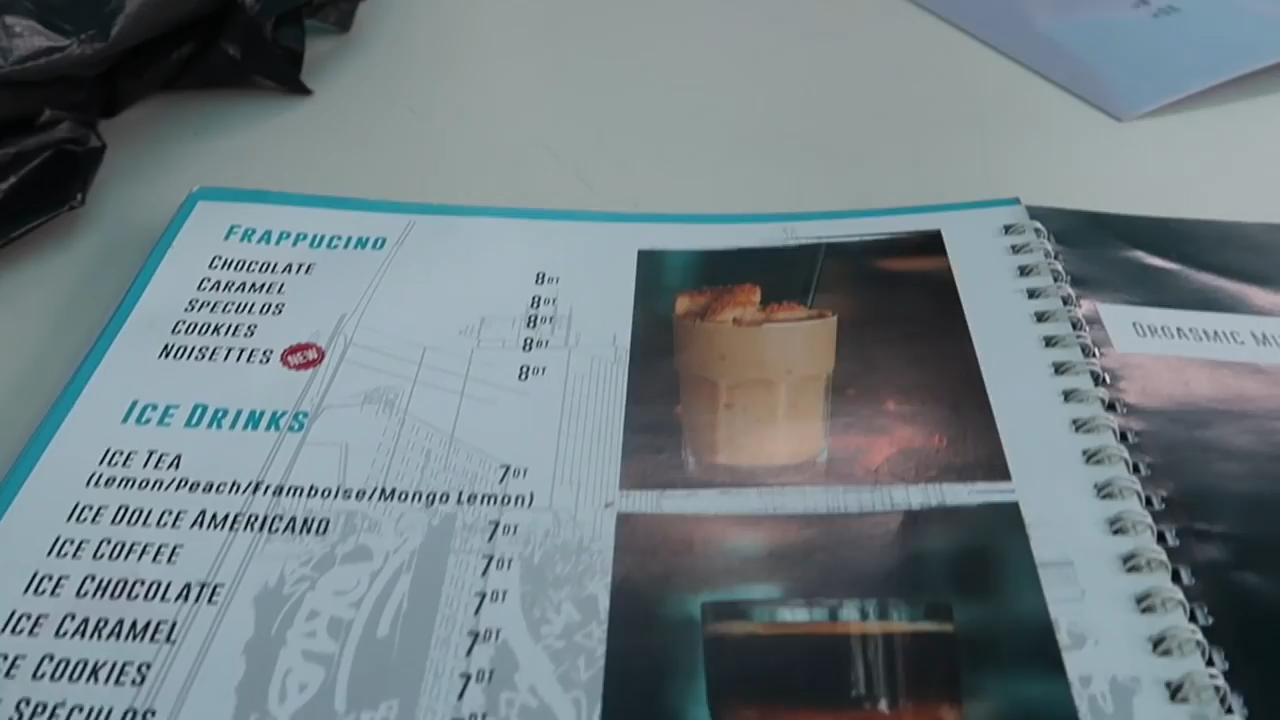 FRAPPUCINO
CHOCOLATE 8DT
CARAMEL 8DT
SPECULOS 8DT
COOKIES 8DT
NOISETTES NEW 8DT
ICE DRINKS
ICE TEA 7DT
(Lemon/Peach/Framboise/Mongo Lemon)
ICE DOLCE AMERICANO 7DT
ICE COFFEE 7DT
ICE CHOCOLATE 7DT
ICE CARAMEL 7DT
CE COOKIES 7DT
SPÉCULOS
ORGASMIC